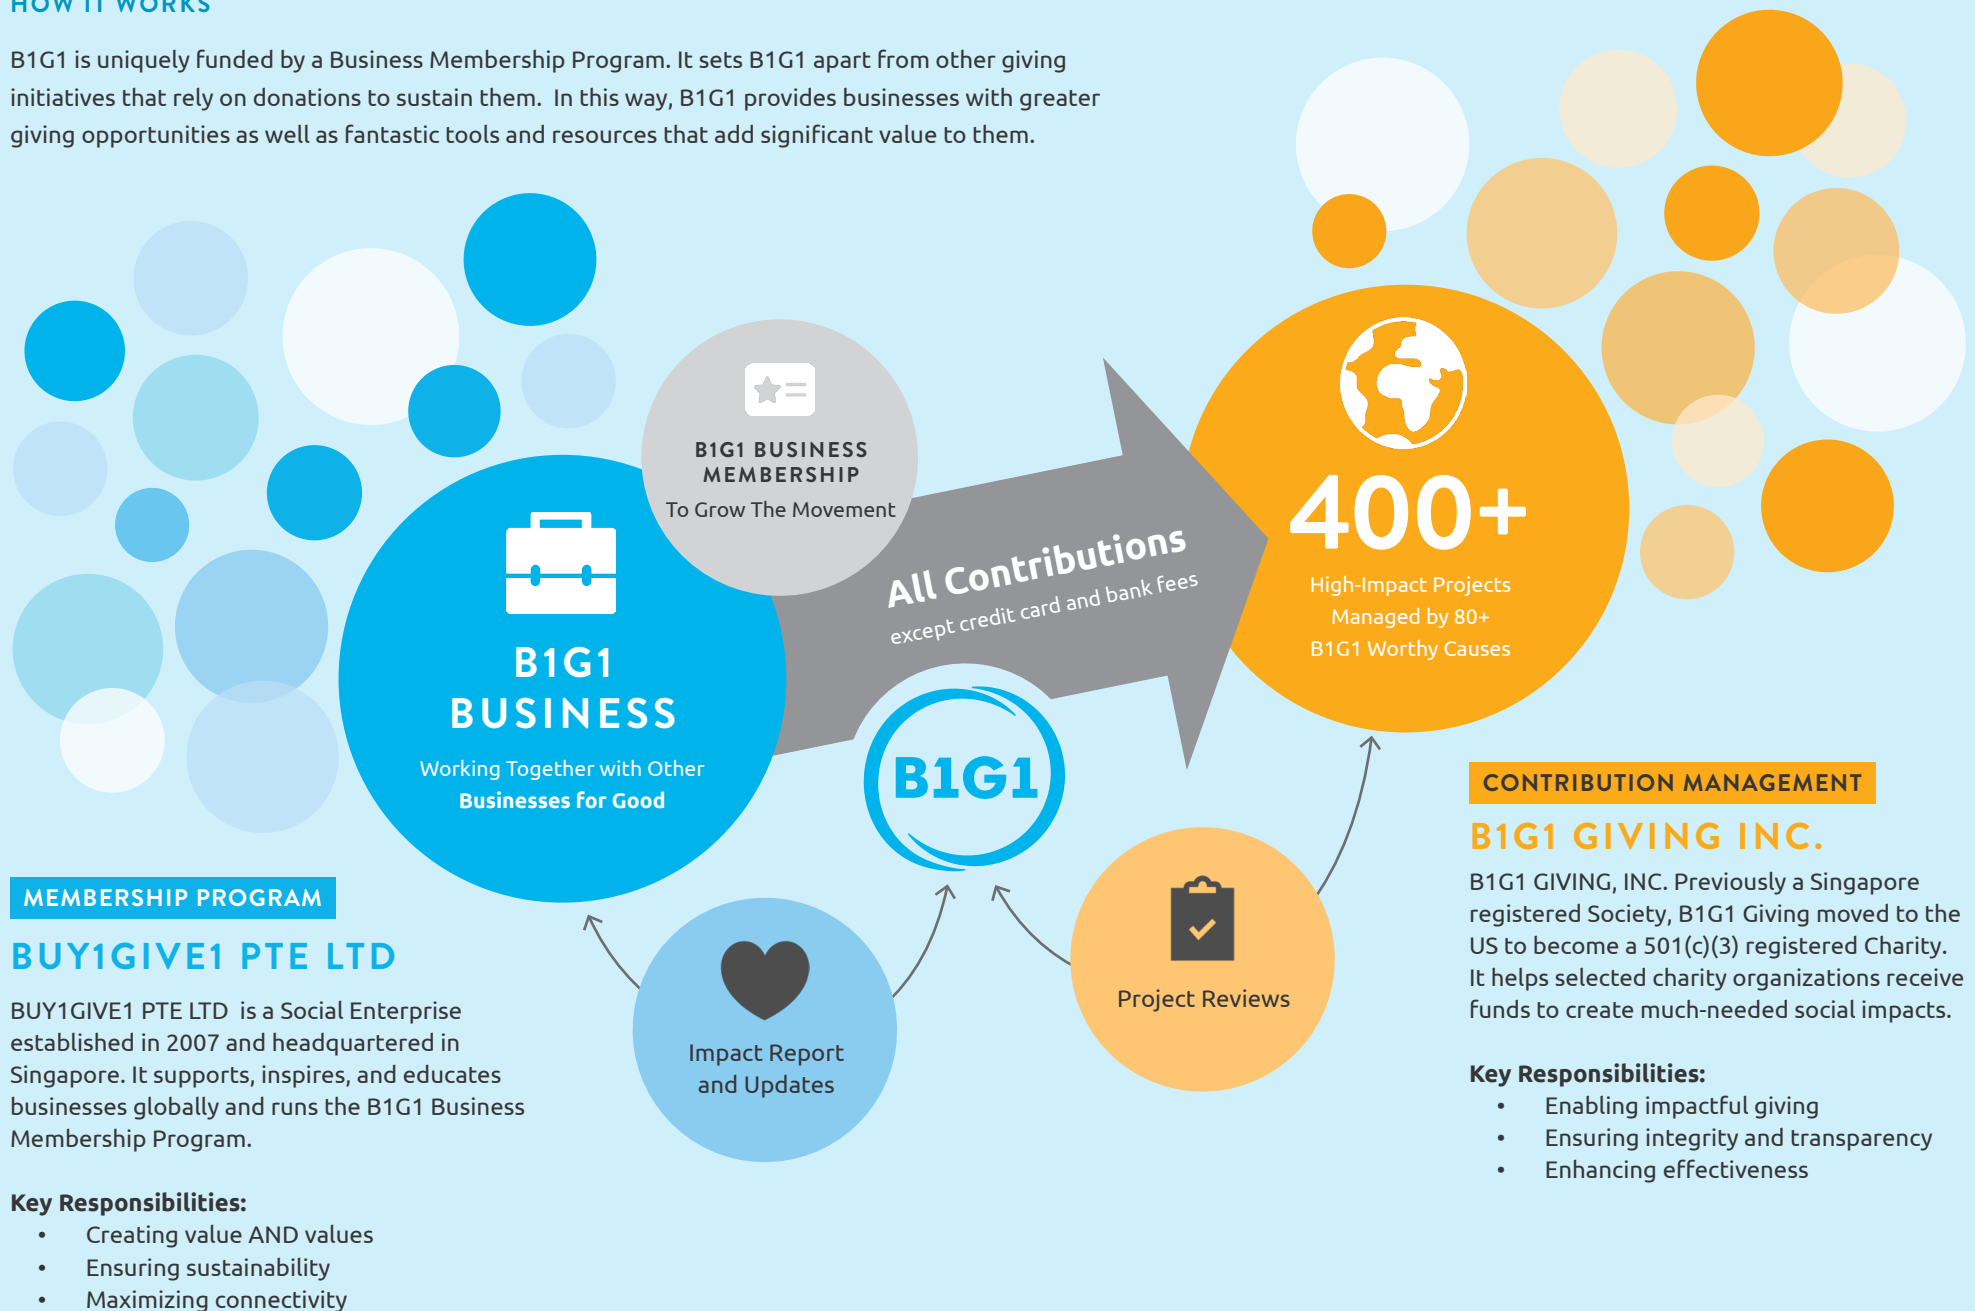 HOW IT WORKS
B1G1 is uniquely funded by a Business Membership Program. It sets B1G1 apart from other giving
initiatives that rely on donations to sustain them.  In this way, B1G1 provides businesses with greater
giving opportunities as well as fantastic tools and resources that add significant value to them.
B1G1 BUSINESS
MEMBERSHIP
To Grow The Movement
B1G1
BUSINESS
Working Together with Other
Businesses for Good
All Contributions
except credit card and bank fees
400+
High-Impact Projects
Managed by 80+
B1G1 Worthy Causes
B1G1
Impact Report
and Updates
Project Reviews
MEMBERSHIP PROGRAM
BUY1GIVE1 PTE LTD
BUY1GIVE1 PTE LTD  is a Social Enterprise
established in 2007 and headquartered in
Singapore. It supports, inspires, and educates
businesses globally and runs the B1G1 Business
Membership Program.
Key Responsibilities:
• Creating value AND values
• Ensuring sustainability
• Maximizing connectivity
CONTRIBUTION MANAGEMENT
B1G1 GIVING INC.
B1G1 GIVING, INC. Previously a Singapore
registered Society, B1G1 Giving moved to the
US to become a 501(c)(3) registered Charity.
It helps selected charity organizations receive
funds to create much-needed social impacts.
Key Responsibilities:
• Enabling impactful giving
• Ensuring integrity and transparency
• Enhancing effectiveness